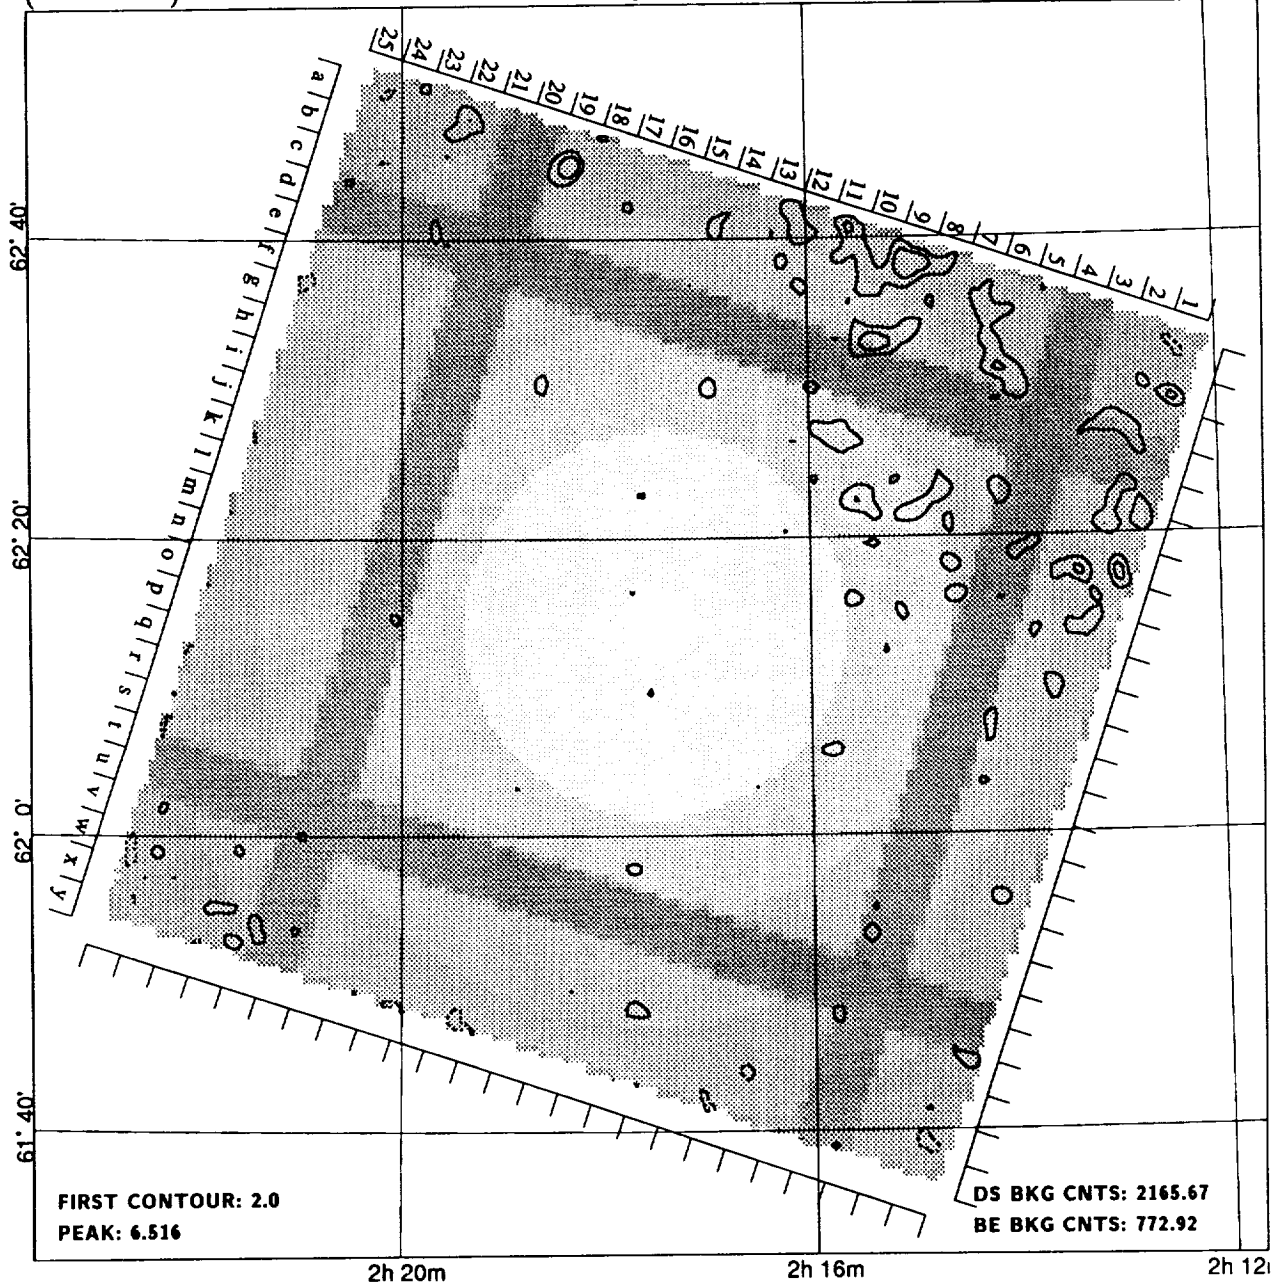 25 24 23 22 21 20 19 18 17 16 15 14 13 12 11 10 9 8 7 6 5 4 3 2 1
a b c d e f g h i j k l m n o p q r s t u v w x y
62° 40'
62° 20'
62° 0'
61° 40'
FIRST CONTOUR: 2.0
PEAK: 6.516
DS BKG CNTS: 2165.67
BE BKG CNTS: 772.92
2h 20m 2h 16m 2h 12